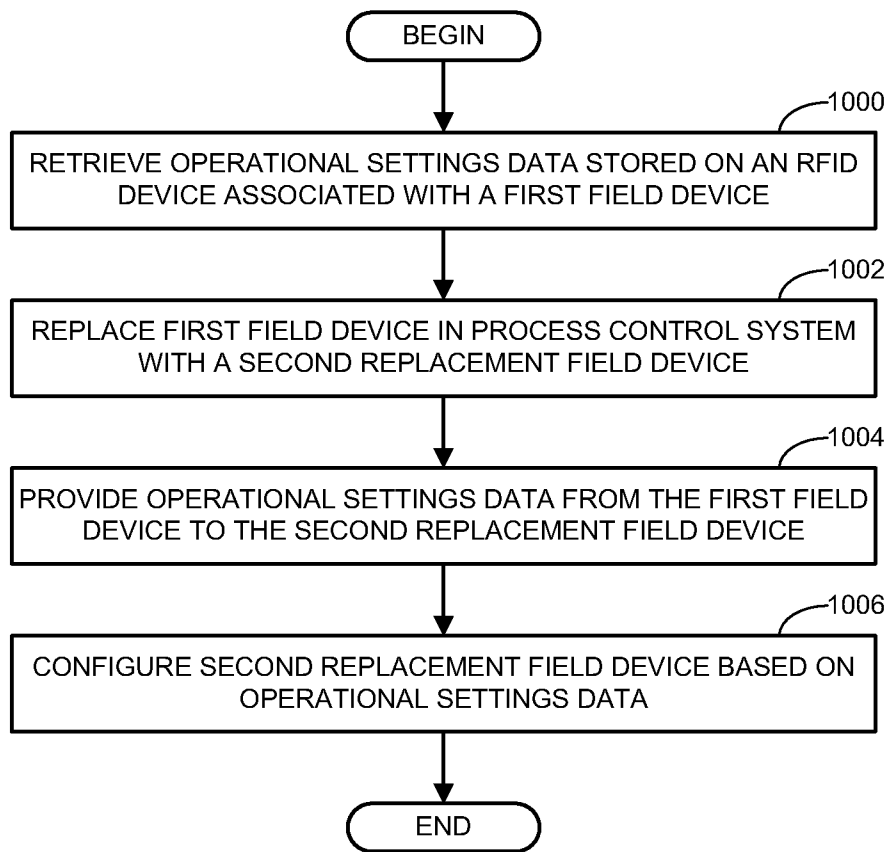 BEGIN
1000
RETRIEVE OPERATIONAL SETTINGS DATA STORED ON AN RFID
DEVICE ASSOCIATED WITH A FIRST FIELD DEVICE
1002
REPLACE FIRST FIELD DEVICE IN PROCESS CONTROL SYSTEM
WITH A SECOND REPLACEMENT FIELD DEVICE
1004
PROVIDE OPERATIONAL SETTINGS DATA FROM THE FIRST FIELD
DEVICE TO THE SECOND REPLACEMENT FIELD DEVICE
1006
CONFIGURE SECOND REPLACEMENT FIELD DEVICE BASED ON
OPERATIONAL SETTINGS DATA
END